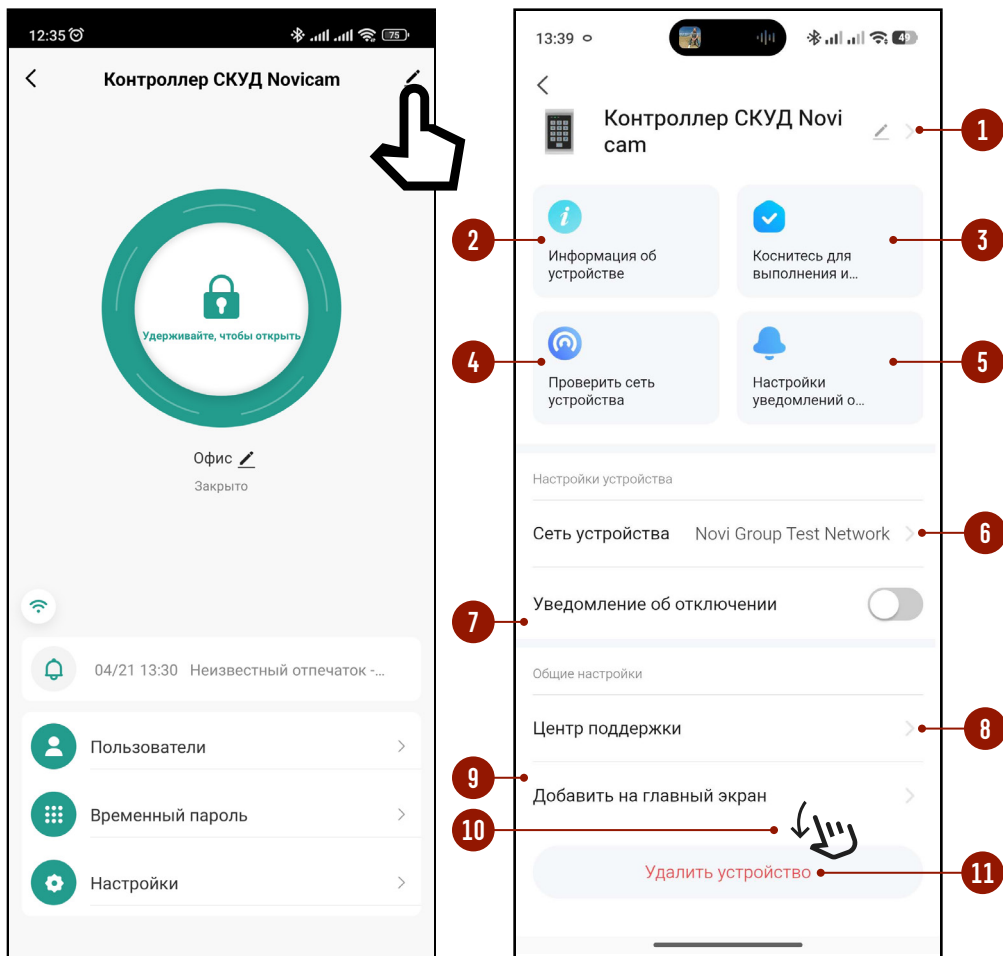 12:35
75
Контроллер СКУД Novicam
Удерживайте, чтобы открыть
Офис
Закрыто
04/21 13:30 Неизвестный отпечаток -...
Пользователи
Временный пароль
Настройки
13:39
49
Контроллер СКУД Novi
cam
1
2
Информация об
устройстве
Коснитесь для
выполнения и...
3
4
Проверить сеть
устройства
Настройки
уведомлений о...
5
Настройки устройства
Сеть устройства Novi Group Test Network
6
7
Уведомление об отключении
Общие настройки
Центр поддержки
8
9
Добавить на главный экран
10
Удалить устройство
11